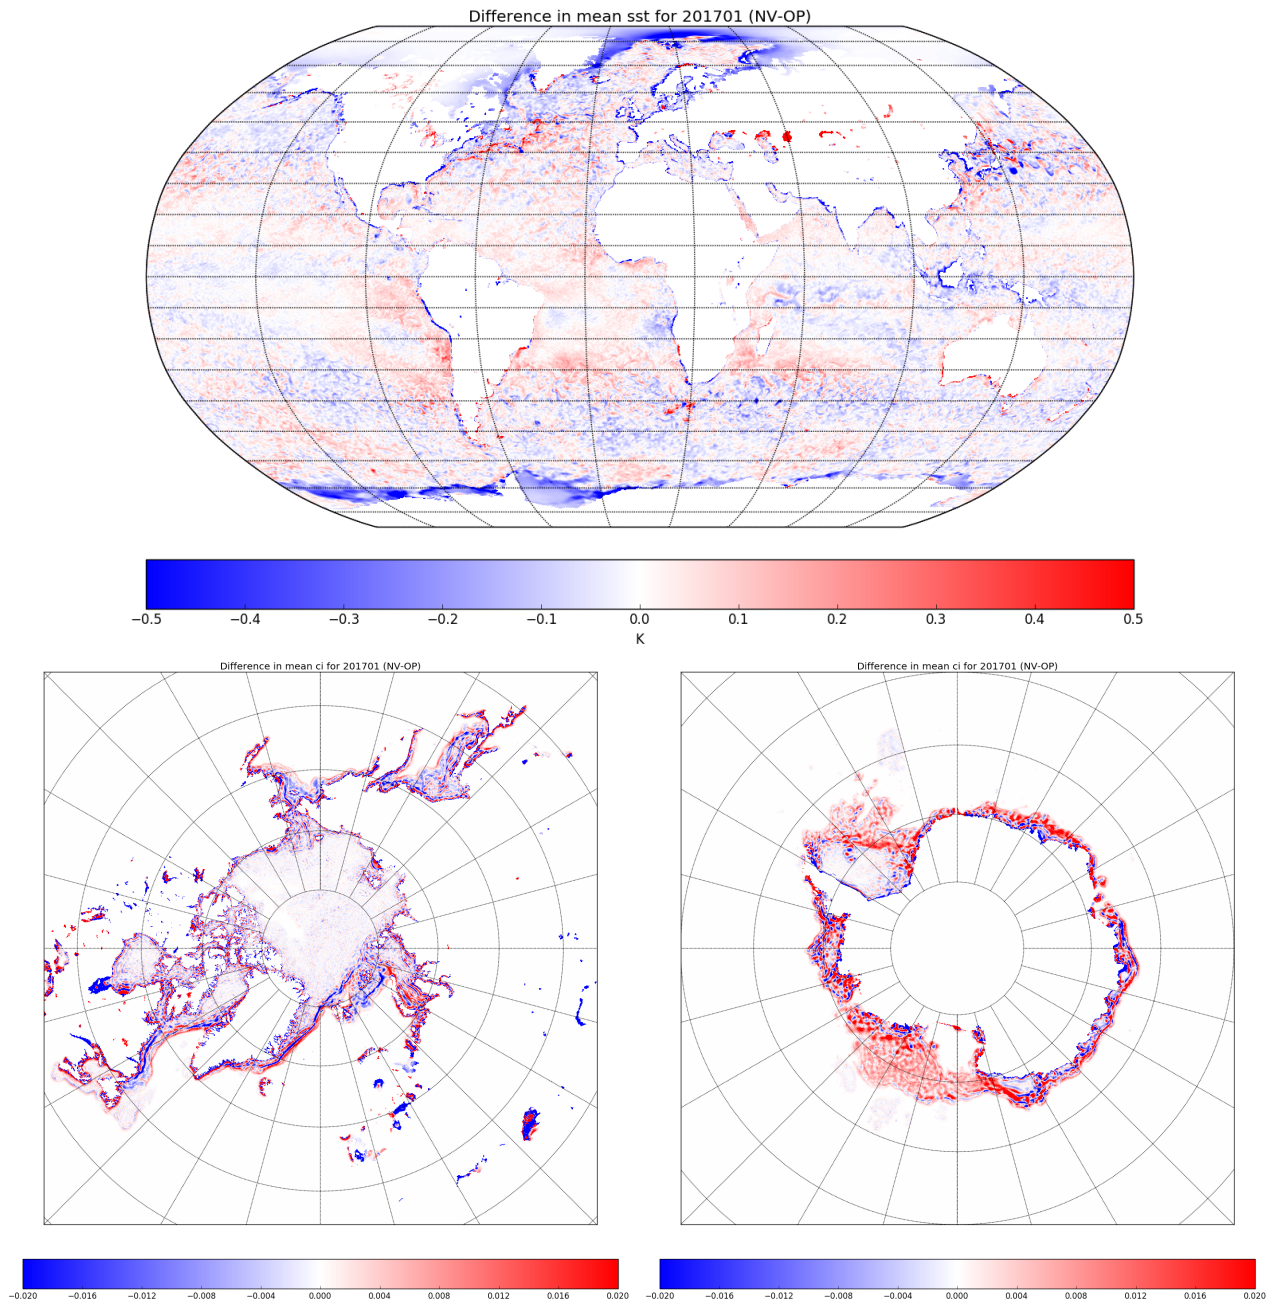 Difference in mean sst for 201701 (NV-OP)
−0.5 −0.4 −0.3 −0.2 −0.1 0.0 0.1 0.2 0.3 0.4 0.5
K
Difference in mean ci for 201701 (NV-OP)
Difference in mean ci for 201701 (NV-OP)
−0.020 −0.016 −0.012 −0.008 −0.004 0.000 0.004 0.008 0.012 0.016 0.020
−0.020 −0.016 −0.012 −0.008 −0.004 0.000 0.004 0.008 0.012 0.016 0.020